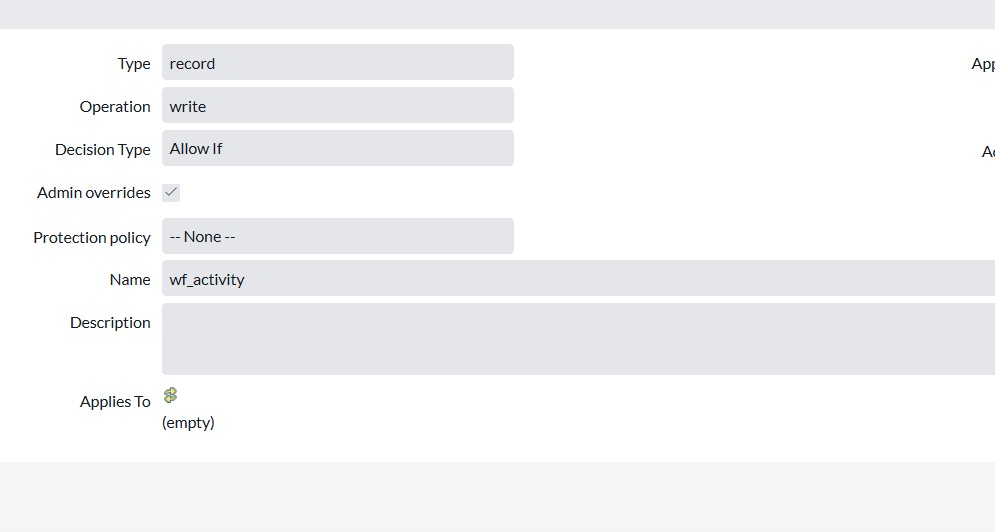 Type record
App
Operation write
Decision Type Allow If
Admin overrides
Protection policy -- None --
Name wf_activity
Description
Applies To
(empty)